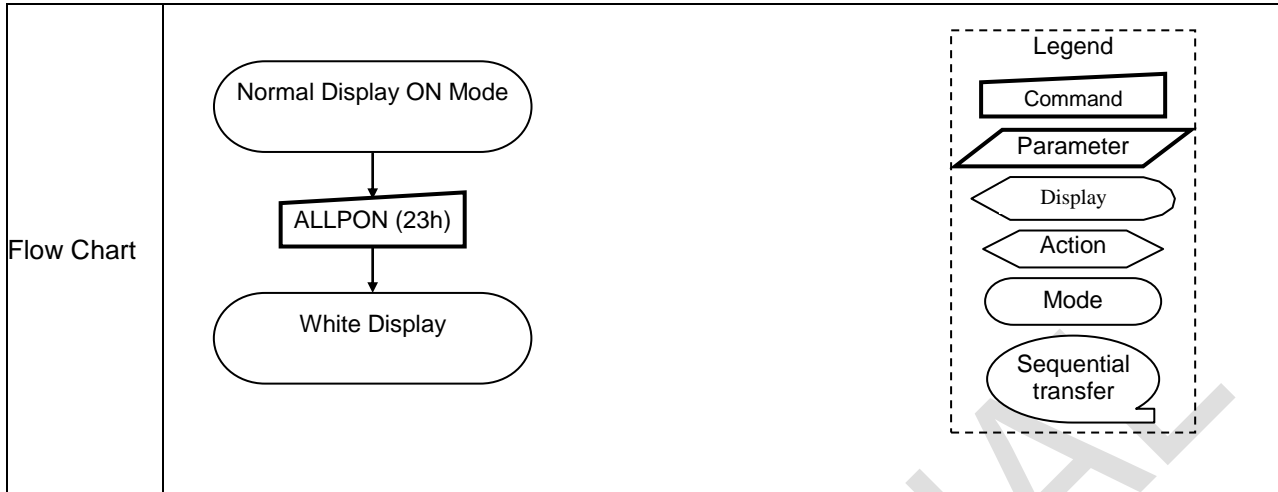 Flow Chart
Normal Display ON Mode
ALLPON (23h)
White Display
Legend
Command
Parameter
Display
Action
Mode
Sequential
transfer